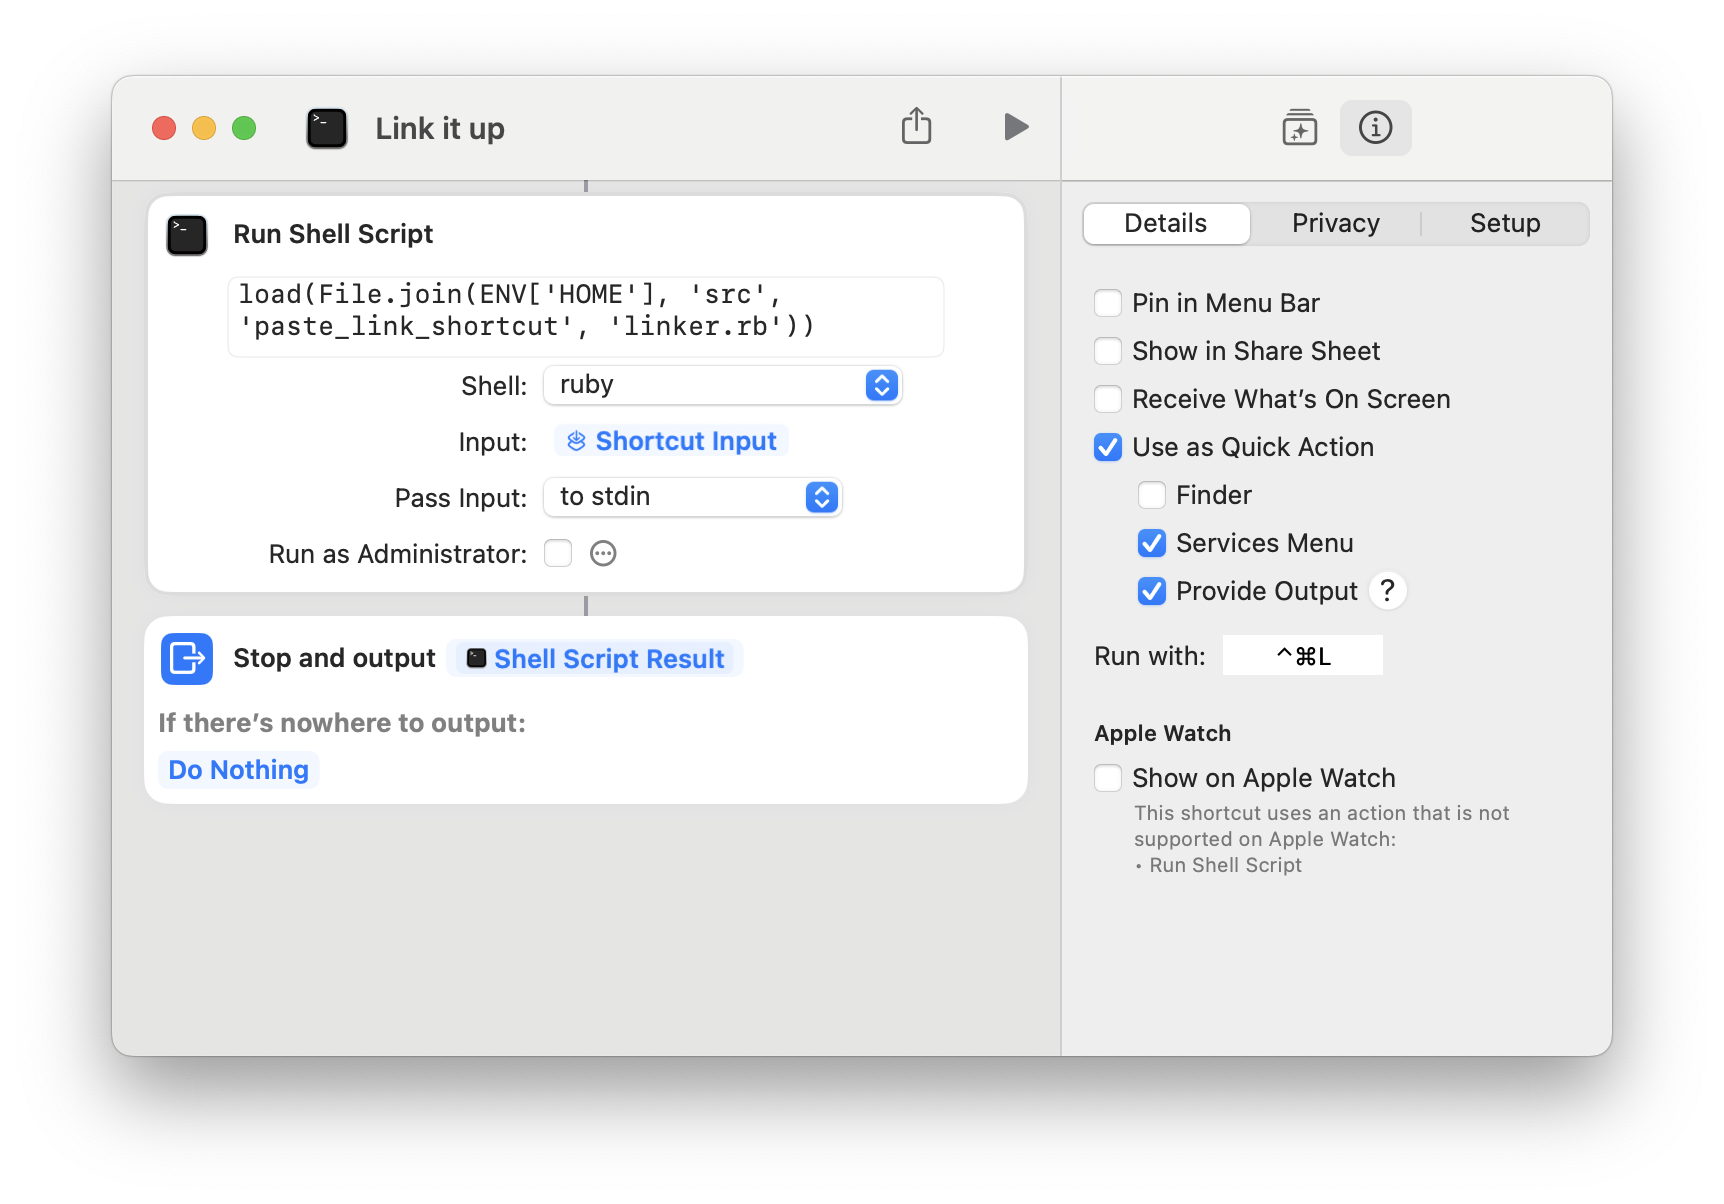 Link it up
Run Shell Script
load(File.join(ENV['HOME'], 'src',
'paste_link_shortcut', 'linker.rb'))
Shell: ruby
Input: Shortcut Input
Pass Input: to stdin
Run as Administrator:
Stop and output Shell Script Result
If there’s nowhere to output:
Do Nothing
Details Privacy Setup
Pin in Menu Bar
Show in Share Sheet
Receive What’s On Screen
Use as Quick Action
Finder
Services Menu
Provide Output ?
Run with: ^⌘L
Apple Watch
Show on Apple Watch
This shortcut uses an action that is not
supported on Apple Watch:
• Run Shell Script